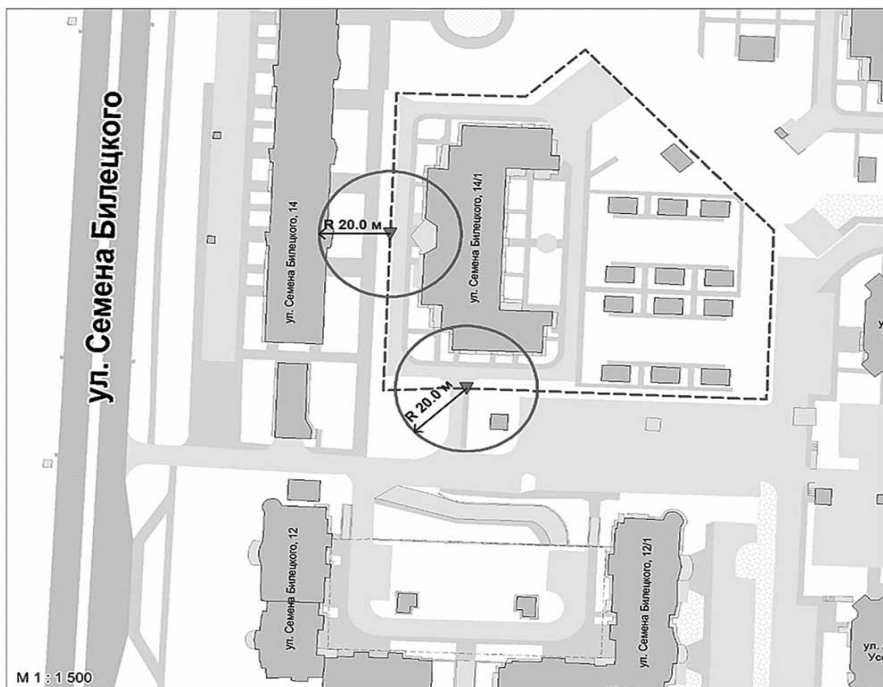 ул. Семена Билецкого
ул. Семена Билецкого, 14
R 20.0 м
ул. Семена Билецкого, 14/1
R 20.0 м
ул. Семена Билецкого, 12
ул. Семена Билецкого, 12/1
М 1 : 1 500